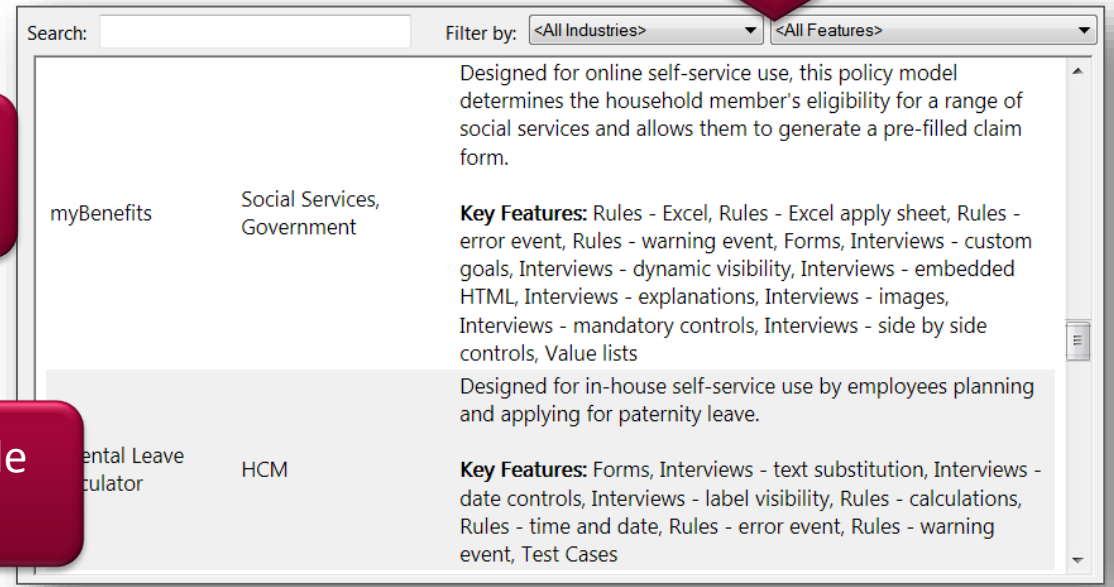 Search:
Filter by: <All Industries> <All Features>
Designed for online self-service use, this policy model
determines the household member's eligibility for a range of
social services and allows them to generate a pre-filled claim
form.
myBenefits
Social Services,
Government
Key Features: Rules - Excel, Rules - Excel apply sheet, Rules -
error event, Rules - warning event, Forms, Interviews - custom
goals, Interviews - dynamic visibility, Interviews - embedded
HTML, Interviews - explanations, Interviews - images,
Interviews - mandatory controls, Interviews - side by side
controls, Value lists
Designed for in-house self-service use by employees planning
and applying for paternity leave.
Leave
HCM
Key Features: Forms, Interviews - text substitution, Interviews -
date controls, Interviews - label visibility, Rules - calculations,
Rules - time and date, Rules - error event, Rules - warning
event, Test Cases